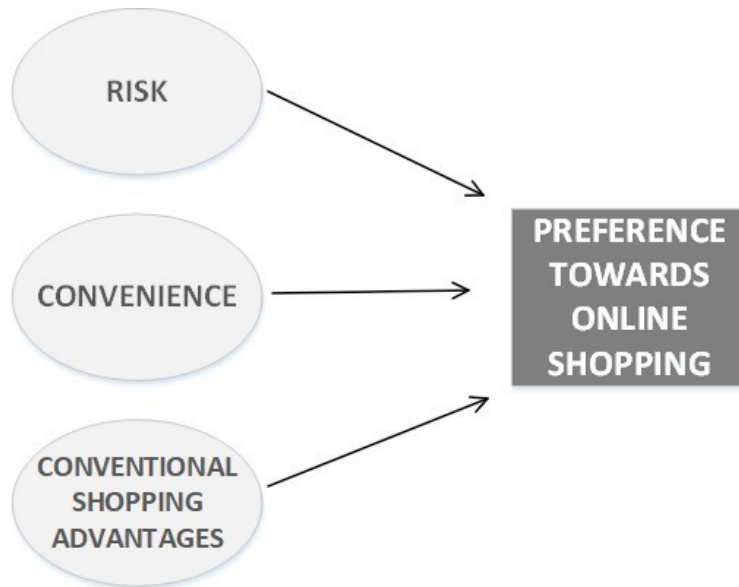 RISK
CONVENIENCE
CONVENTIONAL
SHOPPING
ADVANTAGES
PREFERENCE
TOWARDS
ONLINE
SHOPPING